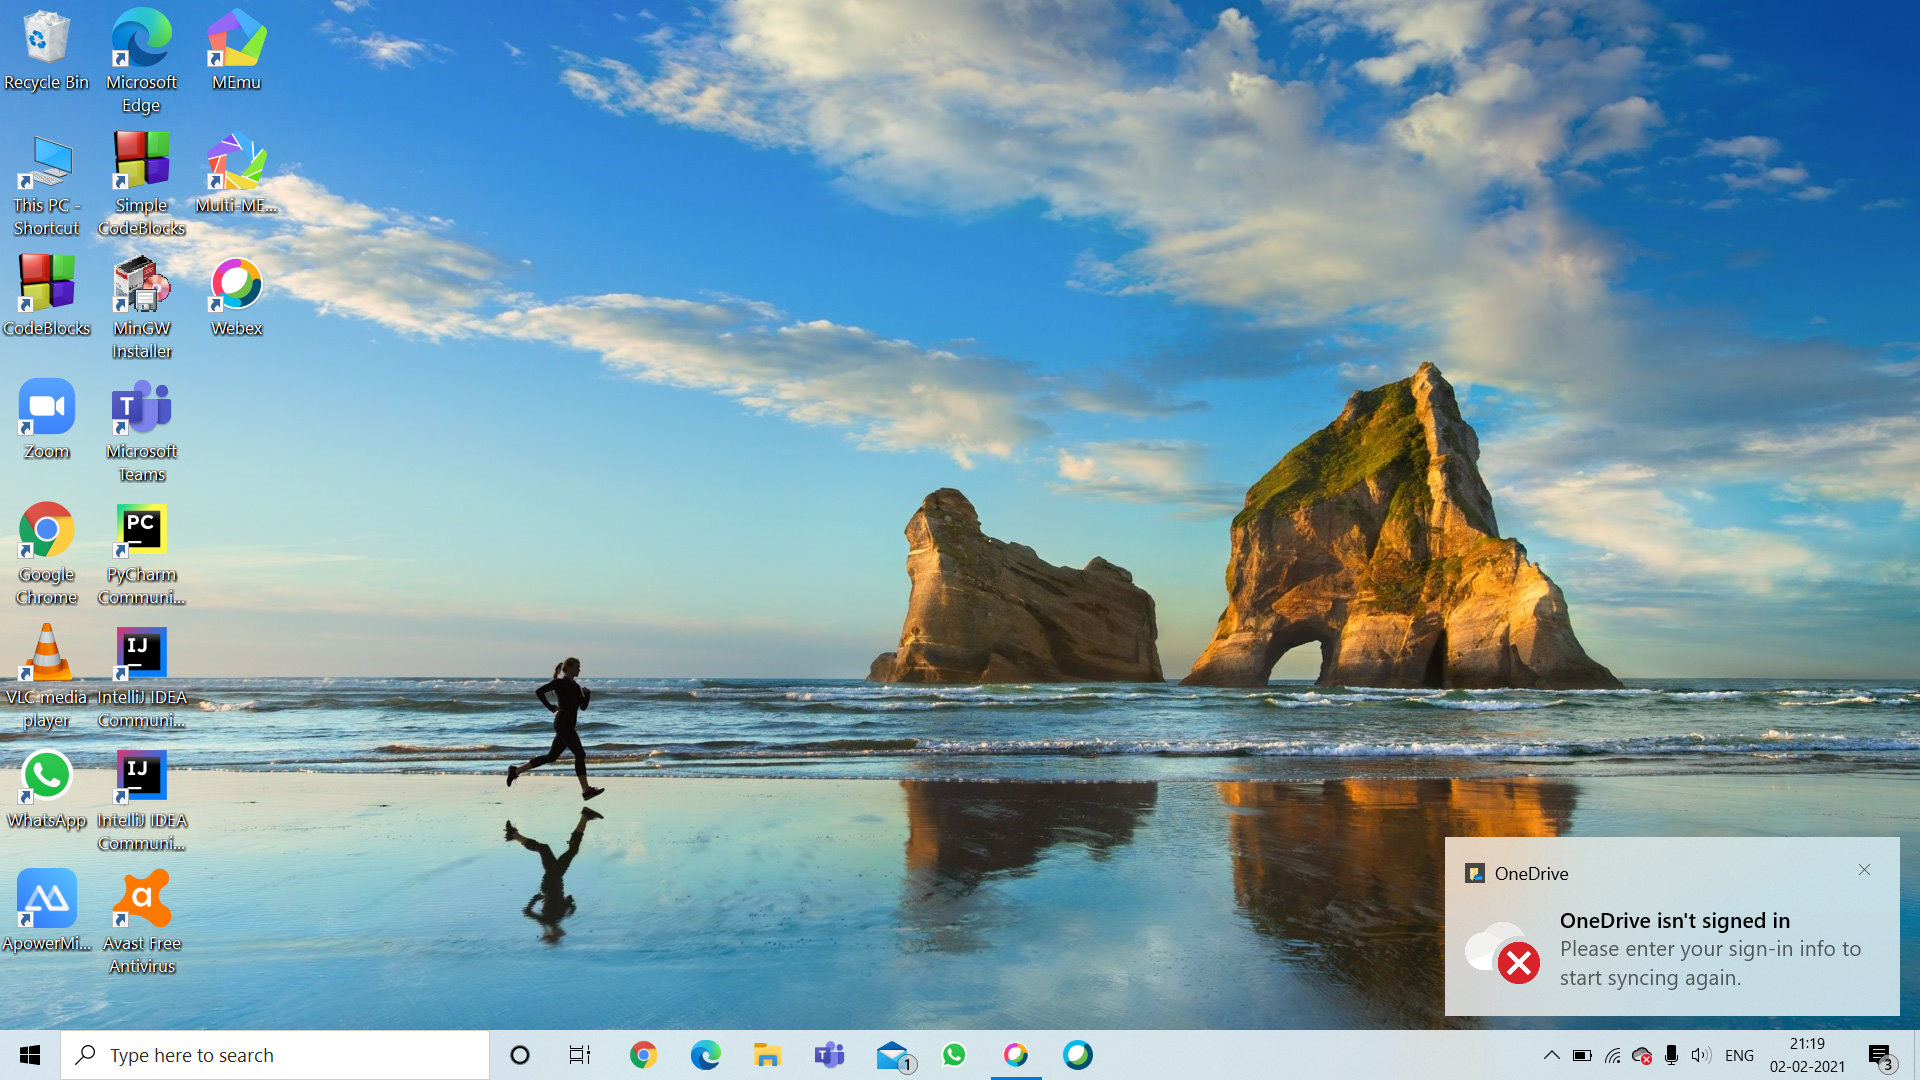 Recycle Bin
Microsoft
Edge
MEmu
This PC -
Shortcut
Simple
CodeBlocks
Multi-ME...
CodeBlocks
MinGW
Installer
Webex
Zoom
T
Microsoft
Teams
Google
Chrome
PC
PyCharm
Communi...
VLC media
player
IJ
IntelliJ IDEA
Communi...
WhatsApp
IJ
IntelliJ IDEA
Communi...
ApowerMi...
a
Avast Free
Antivirus
OneDrive
OneDrive isn't signed in
Please enter your sign-in info to
start syncing again.
Type here to search
T
1
ENG
21:19
02-02-2021
3